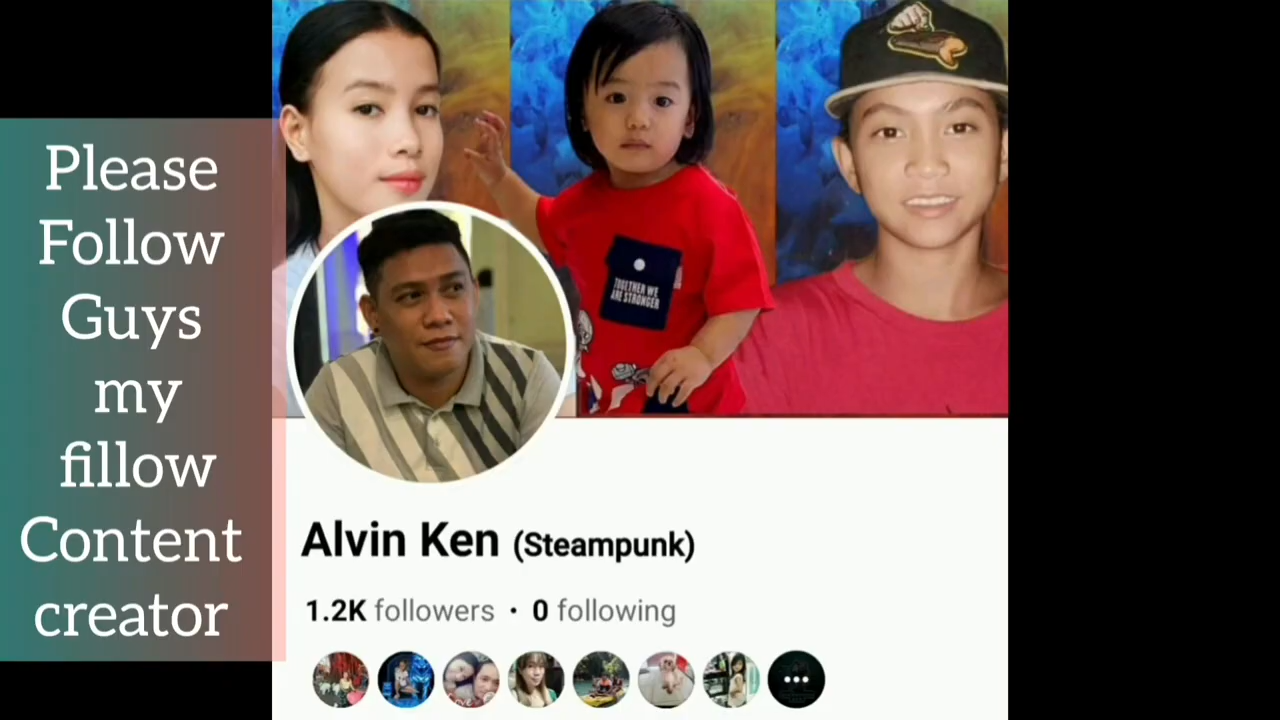 Please
Follow
Guys
my
fillow
Content
creator
TOGETHER WE
ARE STRONGER
Alvin Ken (Steampunk)
1.2K followers · 0 following